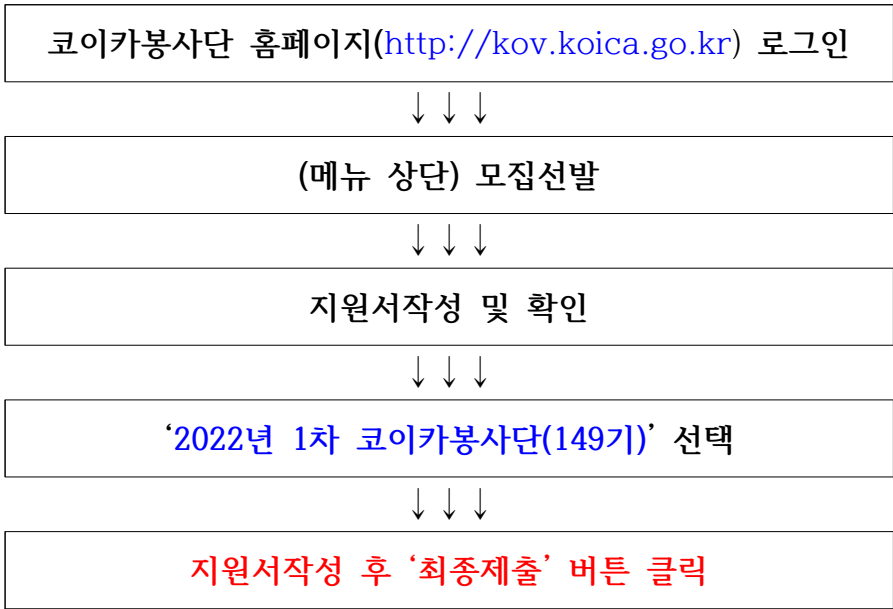 코이카봉사단 홈페이지(http://kov.koica.go.kr) 로그인
↓↓↓
(메뉴 상단) 모집선발
↓↓↓
지원서작성 및 확인
↓↓↓
‘2022년 1차 코이카봉사단(149기)’ 선택
↓↓↓
지원서작성 후 ‘최종제출’ 버튼 클릭